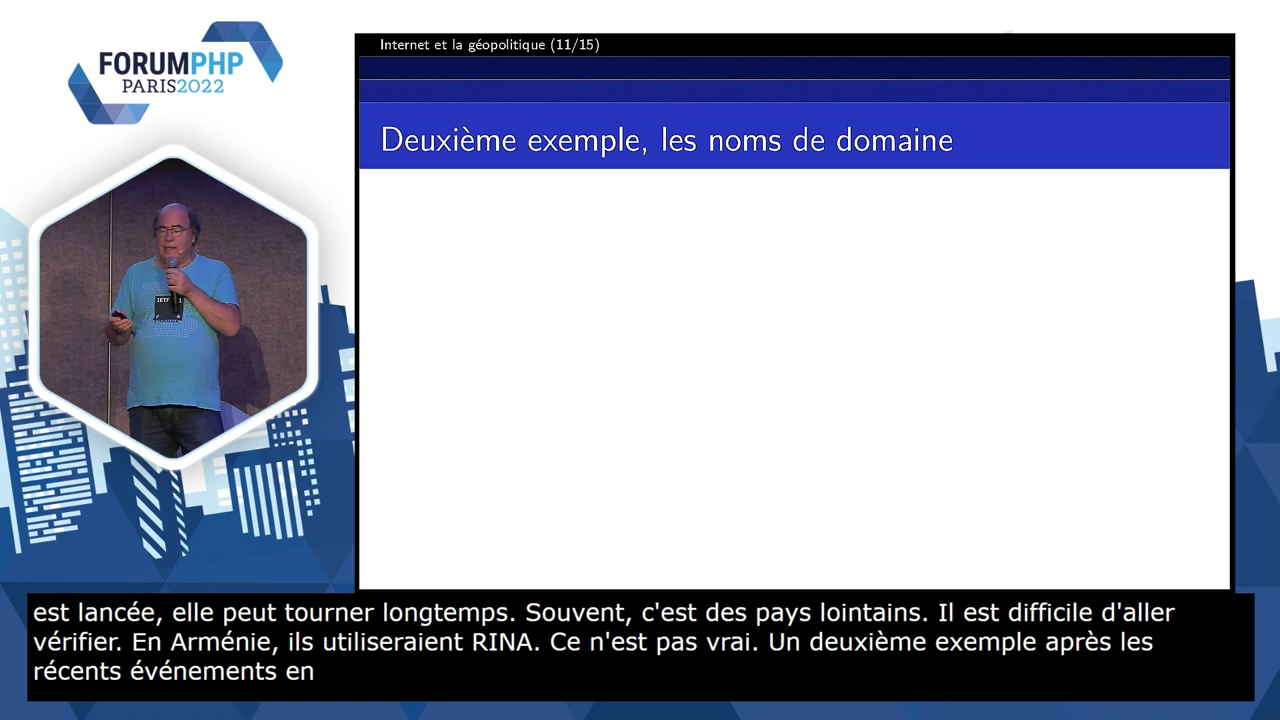 FORUMPHP
PARIS2022
Internet et la géopolitique (11/15)
Deuxième exemple, les noms de domaine
IETF
est lancée, elle peut tourner longtemps. Souvent, c'est des pays lointains. Il est difficile d'aller
vérifier. En Arménie, ils utiliseraient RINA. Ce n'est pas vrai. Un deuxième exemple après les
récents événements en